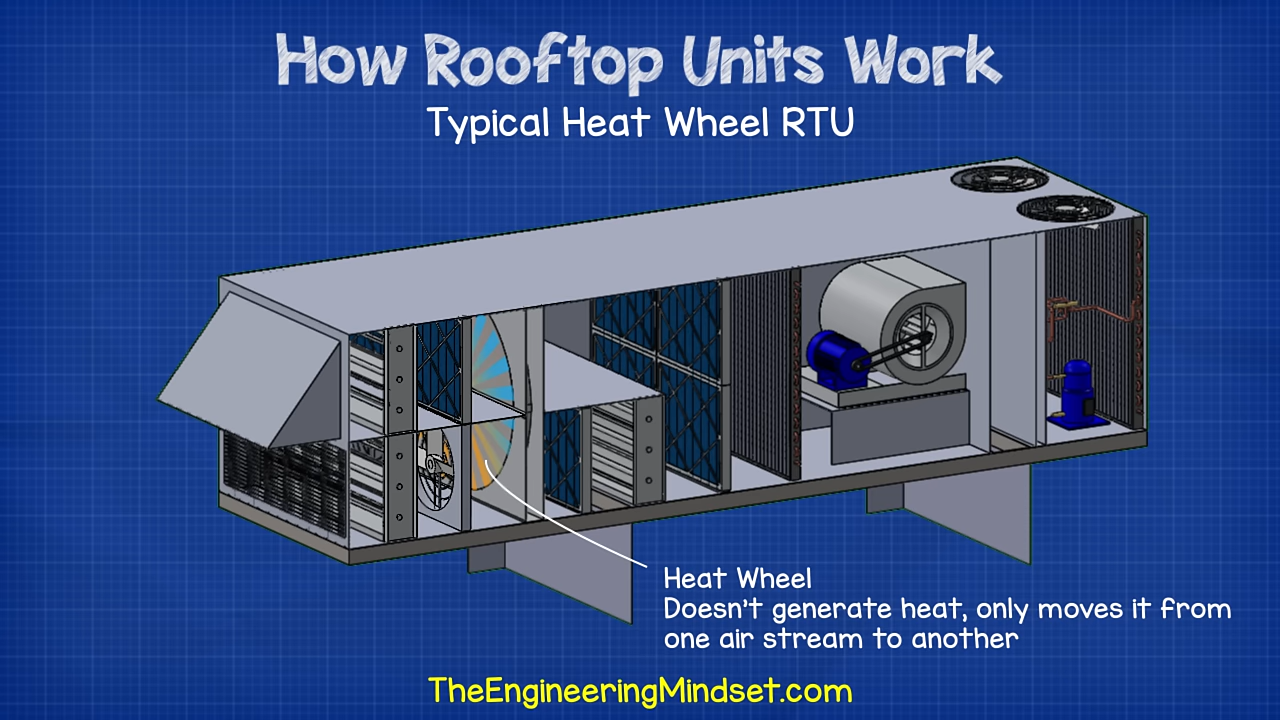 How Rooftop Units Work
Typical Heat Wheel RTU
Heat Wheel
Doesn't generate heat, only moves it from
one air stream to another
TheEngineeringMindset.com